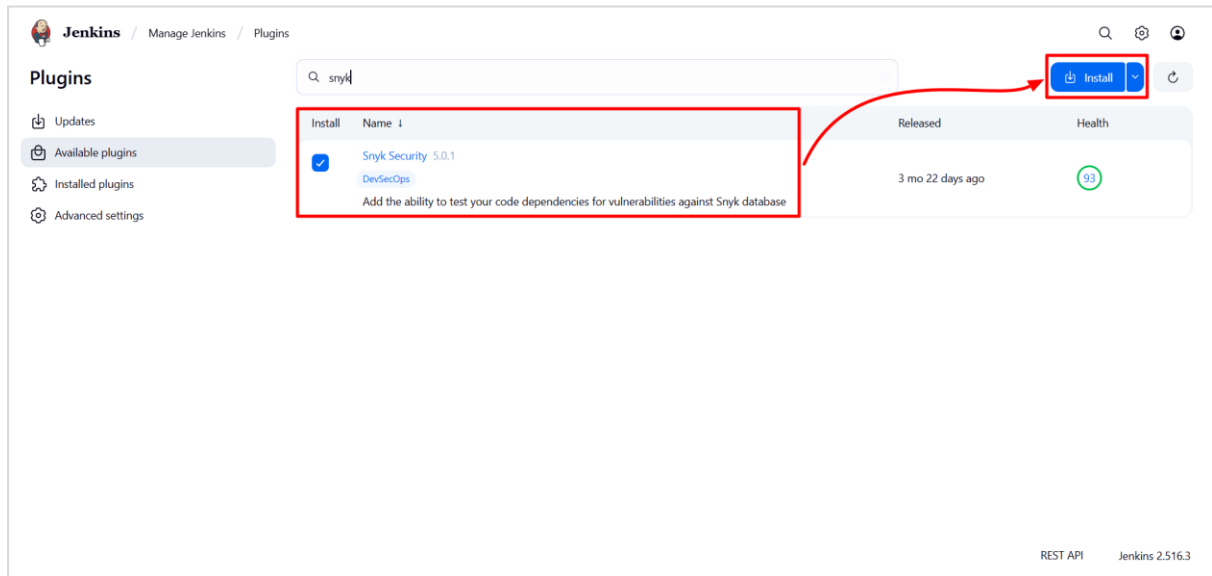 Jenkins / Manage Jenkins / Plugins
Plugins
snyk
Install
Updates
Available plugins
Installed plugins
Advanced settings
Install Name ↓ Released Health
Snyk Security 5.0.1
DevSecOps
Add the ability to test your code dependencies for vulnerabilities against Snyk database
3 mo 22 days ago
93
REST API Jenkins 2.516.3